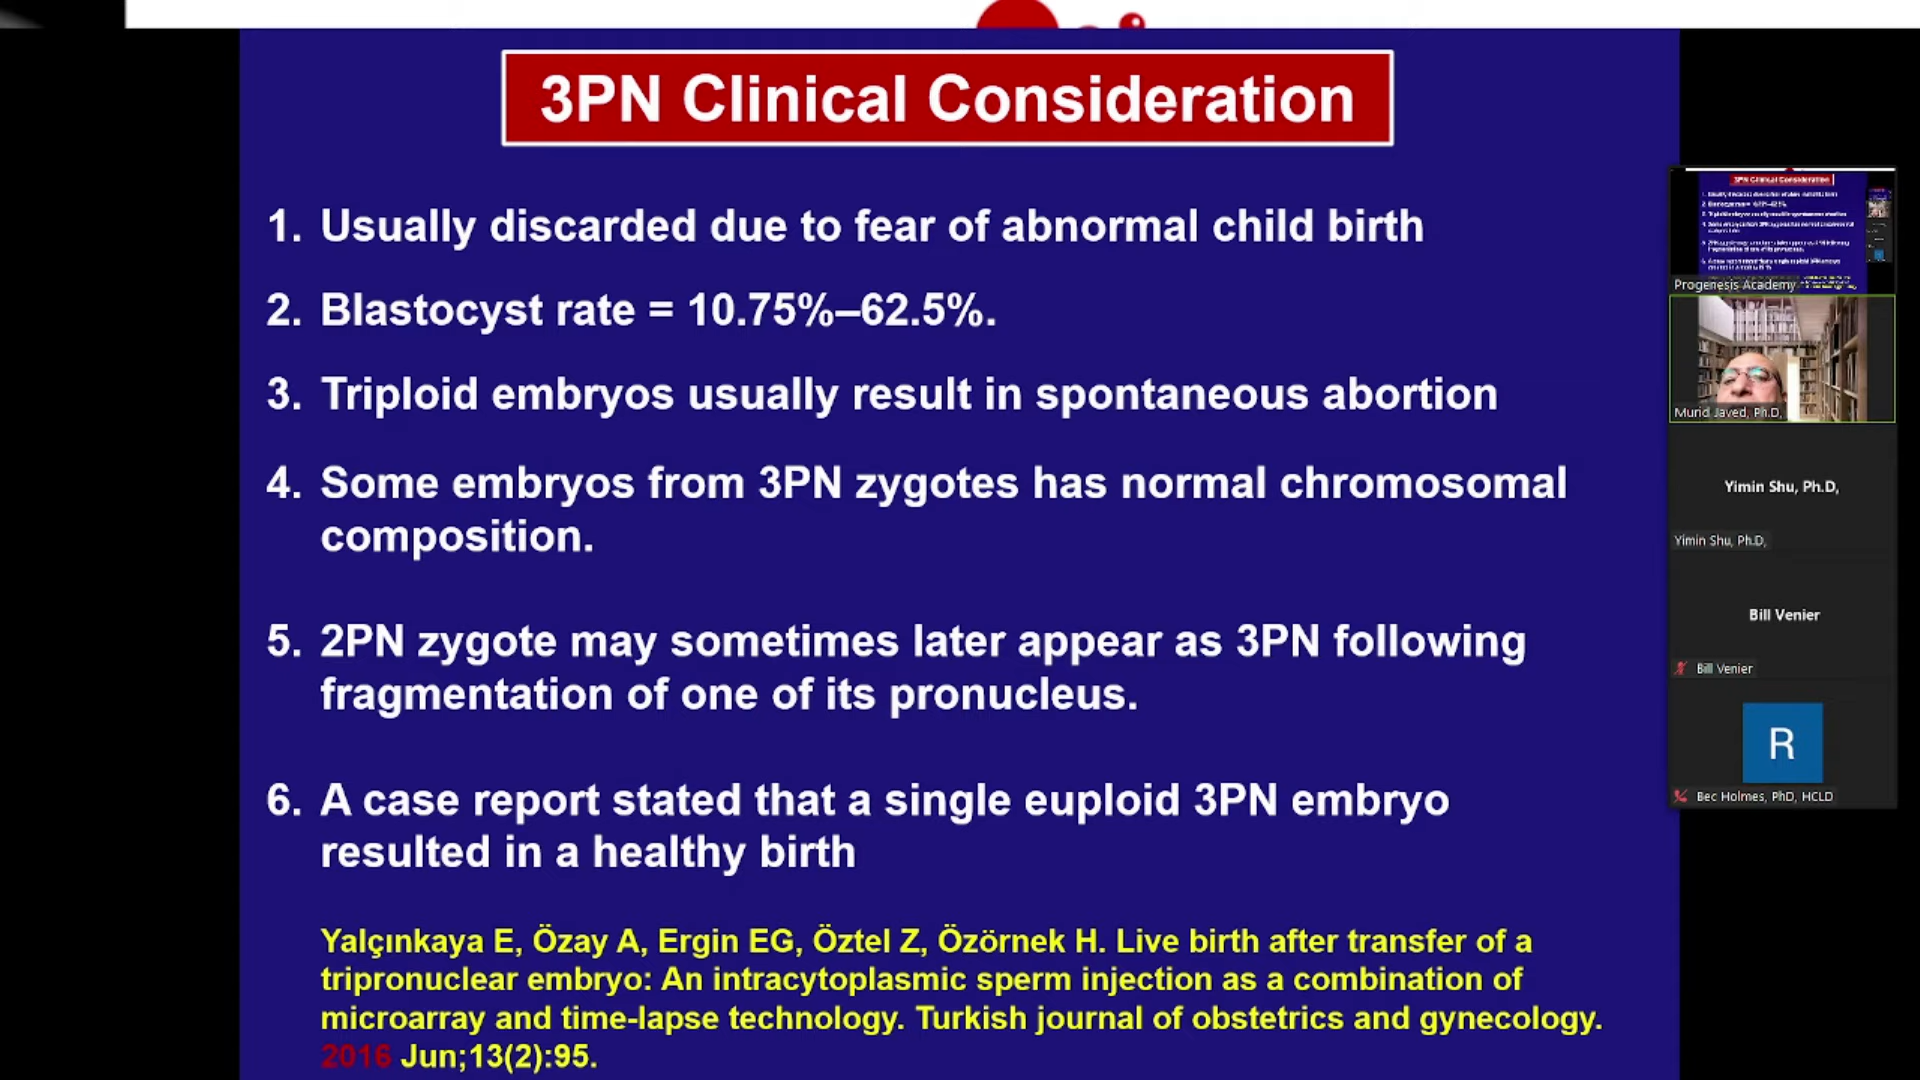 3PN Clinical Consideration
1. Usually discarded due to fear of abnormal child birth
2. Blastocyst rate = 10.75%–62.5%.
3. Triploid embryos usually result in spontaneous abortion
4. Some embryos from 3PN zygotes has normal chromosomal
composition.
5. 2PN zygote may sometimes later appear as 3PN following
fragmentation of one of its pronucleus.
6. A case report stated that a single euploid 3PN embryo
resulted in a healthy birth
Yalçınkaya E, Özay A, Ergin EG, Öztel Z, Özörnek H. Live birth after transfer of a
tripronuclear embryo: An intracytoplasmic sperm injection as a combination of
microarray and time-lapse technology. Turkish journal of obstetrics and gynecology.
2016 Jun;13(2):95.
3PN Clinical Consideration
Progenesis Academy
Murid Javed, Ph.D,
Yimin Shu, Ph.D,
Yimin Shu, Ph.D,
Bill Venier
Bill Venier
R
Bec Holmes, PhD, HCLD